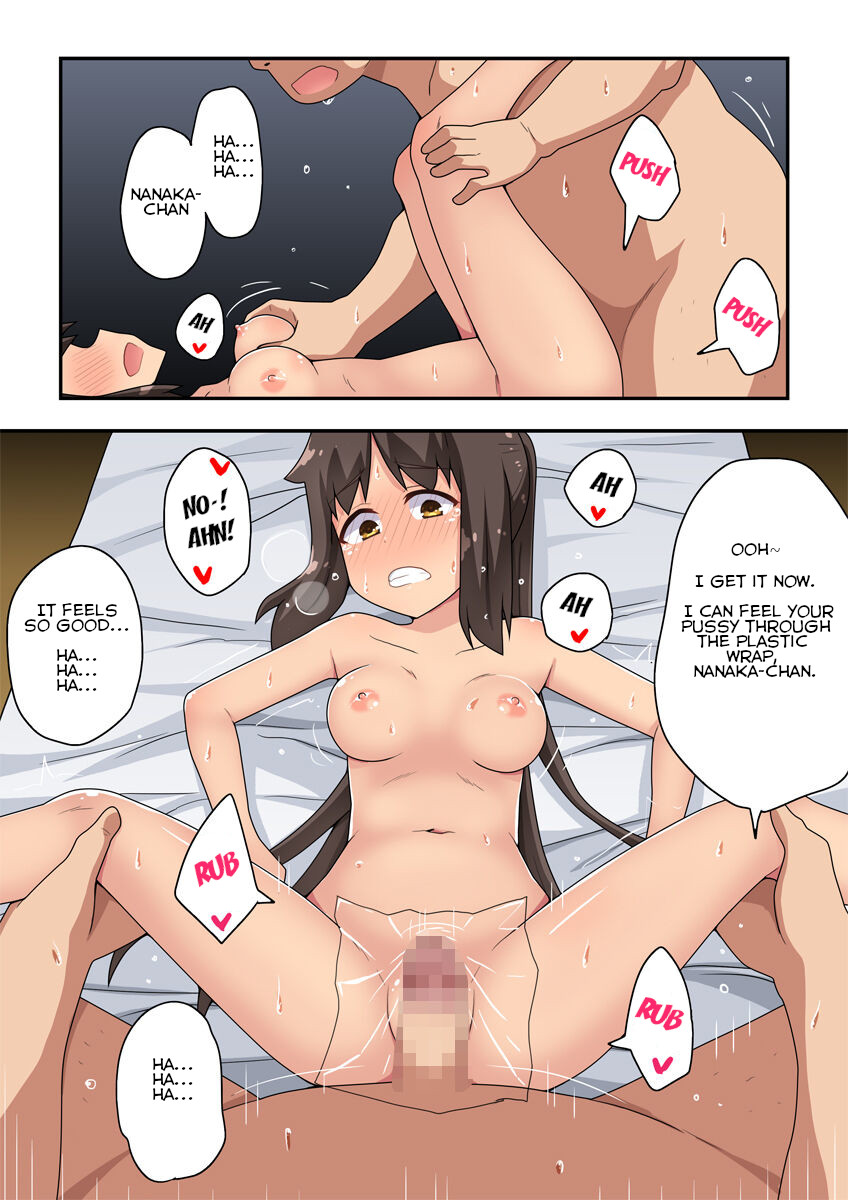 HA...
HA...
HA...
NANAKA-
CHAN
PUSH
PUSH
AH
NO-!
AHN!
AH
OOH~
I GET IT NOW.
I CAN FEEL YOUR
PUSSY THROUGH
THE PLASTIC
WRAP,
NANAKA-CHAN.
IT FEELS
SO GOOD...
HA...
HA...
HA...
AH
RUB
RUB
HA...
HA...
HA...